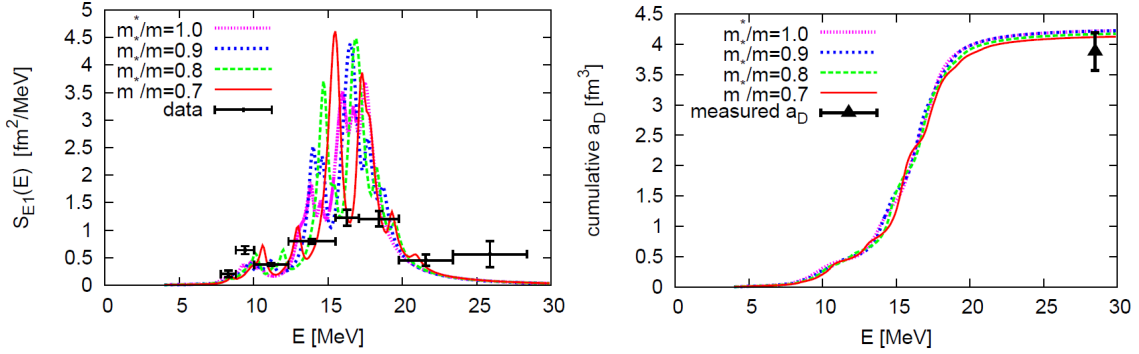 S_E1(E) [fm²/MeV]
5
4.5
4
3.5
3
2.5
2
1.5
1
0.5
0
m*/m=1.0
m*/m=0.9
m*/m=0.8
m*/m=0.7
data
0 5 10 15 20 25 30
E [MeV]
cumulative a_D [fm³]
4.5
4
3.5
3
2.5
2
1.5
1
0.5
0
m*/m=1.0
m*/m=0.9
m*/m=0.8
m*/m=0.7
measured a_D
0 5 10 15 20 25 30
E [MeV]